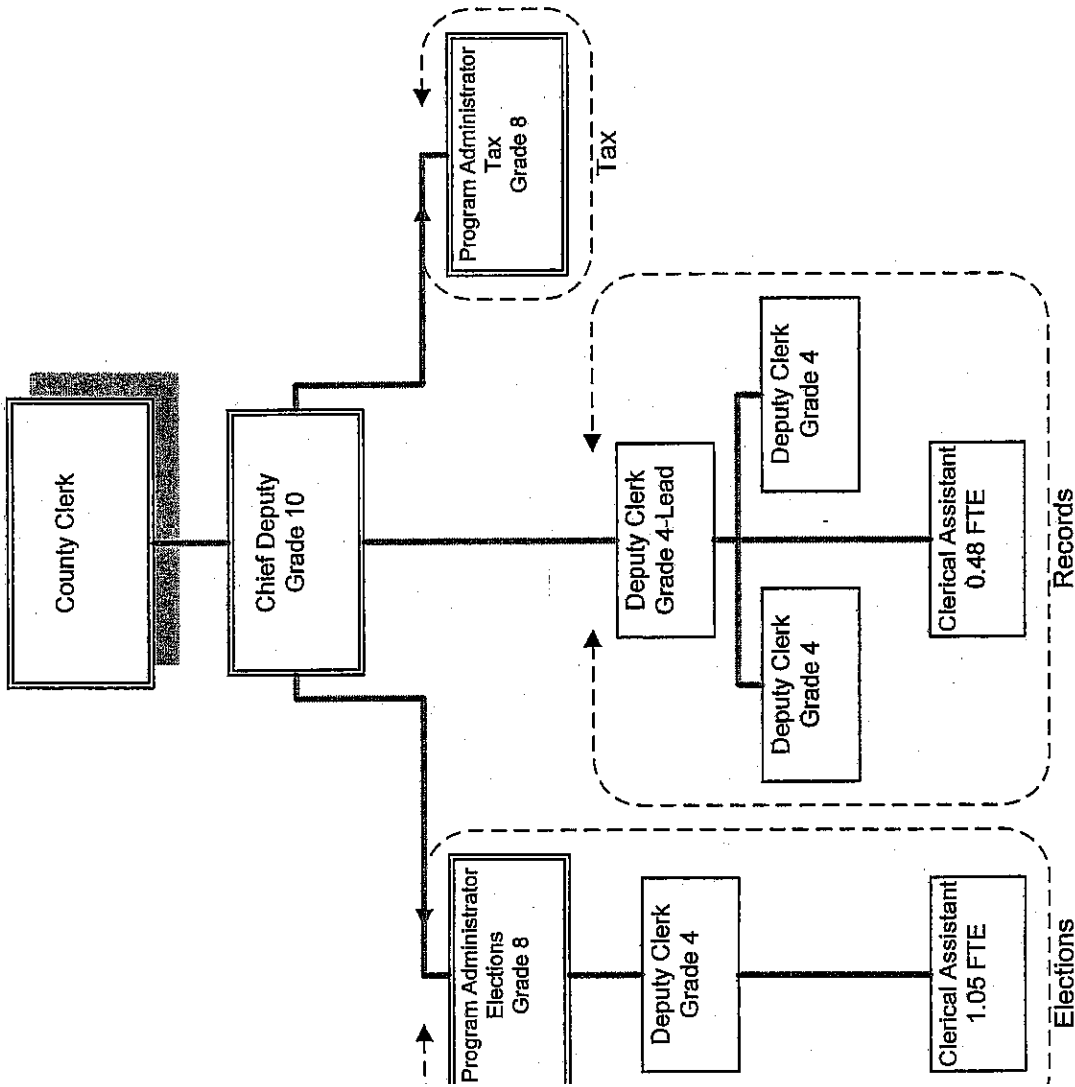 County Clerk
Chief Deputy
Grade 10
Program Administrator
Elections
Grade 8
Deputy Clerk
Grade 4
Clerical Assistant
1.05 FTE
Elections
Deputy Clerk
Grade 4-Lead
Deputy Clerk
Grade 4
Deputy Clerk
Grade 4
Clerical Assistant
0.48 FTE
Records
Program Administrator
Tax
Grade 8
Tax